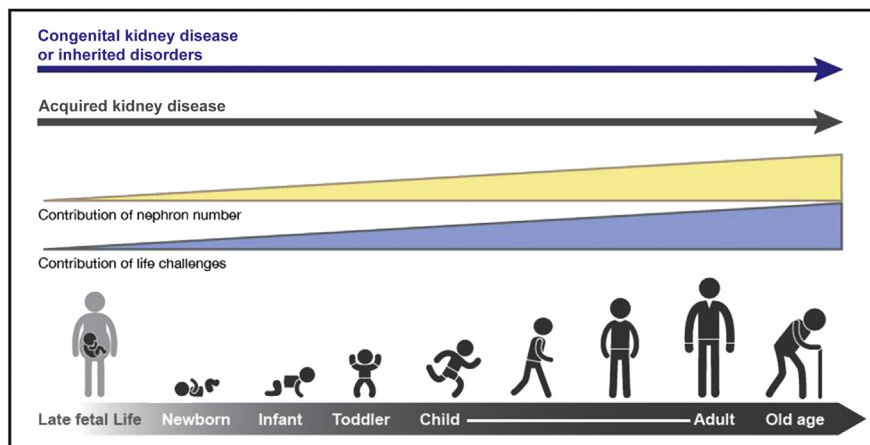 Congenital kidney disease
or inherited disorders
Acquired kidney disease
Contribution of nephron number
Contribution of life challenges
Late fetal Life Newborn Infant Toddler Child Adult Old age